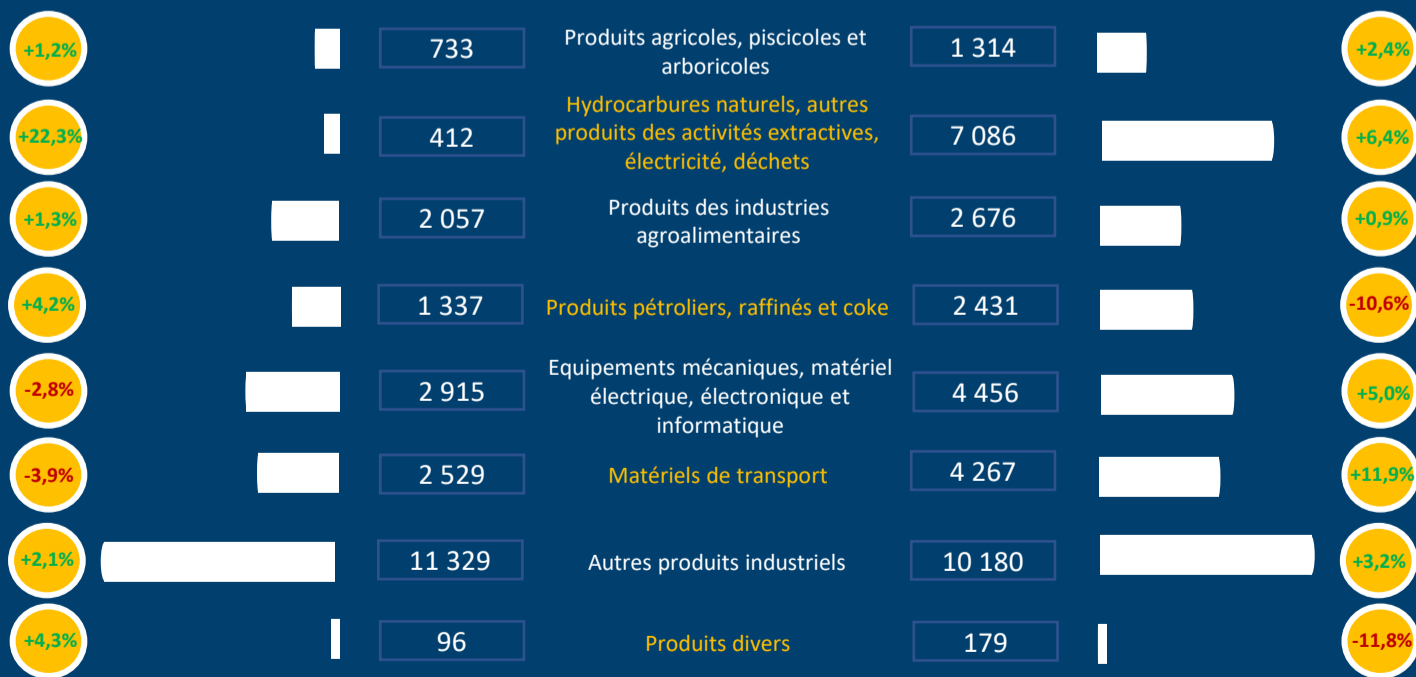 +1,2%
733
Produits agricoles, piscicoles et
arboricoles
1 314
+2,4%
+22,3%
412
Hydrocarbures naturels, autres
produits des activités extractives,
électricité, déchets
7 086
+6,4%
+1,3%
2 057
Produits des industries
agroalimentaires
2 676
+0,9%
+4,2%
1 337
Produits pétroliers, raffinés et coke
2 431
-10,6%
-2,8%
2 915
Equipements mécaniques, matériel
électrique, électronique et
informatique
4 456
+5,0%
-3,9%
2 529
Matériels de transport
4 267
+11,9%
+2,1%
11 329
Autres produits industriels
10 180
+3,2%
+4,3%
96
Produits divers
179
-11,8%